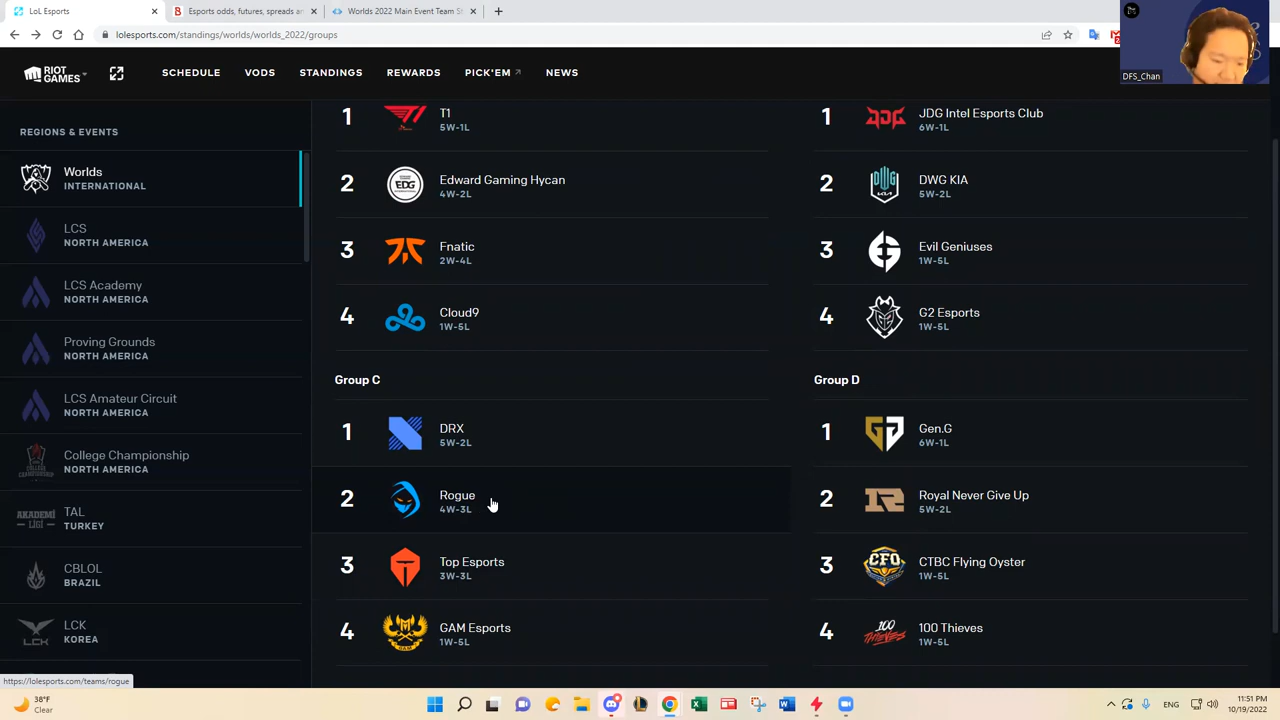 LoL Esports
Esports odds, futures, spreads an
Worlds 2022 Main Event Team St
lolesports.com/standings/worlds/worlds_2022/groups
DFS_Chan
RIOT GAMES
SCHEDULE
VODS
STANDINGS
REWARDS
PICK'EM
NEWS
REGIONS & EVENTS
Worlds
INTERNATIONAL
LCS
NORTH AMERICA
LCS Academy
NORTH AMERICA
Proving Grounds
NORTH AMERICA
LCS Amateur Circuit
NORTH AMERICA
College Championship
NORTH AMERICA
TAL
TURKEY
CBLOL
BRAZIL
LCK
KOREA
1
T1
5W-1L
2
EDG
Edward Gaming Hycan
4W-2L
3
Fnatic
2W-4L
4
Cloud9
1W-5L
1
JDG Intel Esports Club
6W-1L
2
DWG KIA
5W-2L
3
Evil Geniuses
1W-5L
4
G2 Esports
1W-5L
Group C
1
DRX
5W-2L
2
Rogue
4W-3L
3
Top Esports
3W-3L
4
GAM
GAM Esports
1W-5L
Group D
1
Gen.G
6W-1L
2
Royal Never Give Up
5W-2L
3
CFO
CTBC Flying Oyster
1W-5L
4
100 THIEVES
100 Thieves
1W-5L
https://lolesports.com/teams/rogue
38°F
Clear
ENG
11:51 PM
10/19/2022